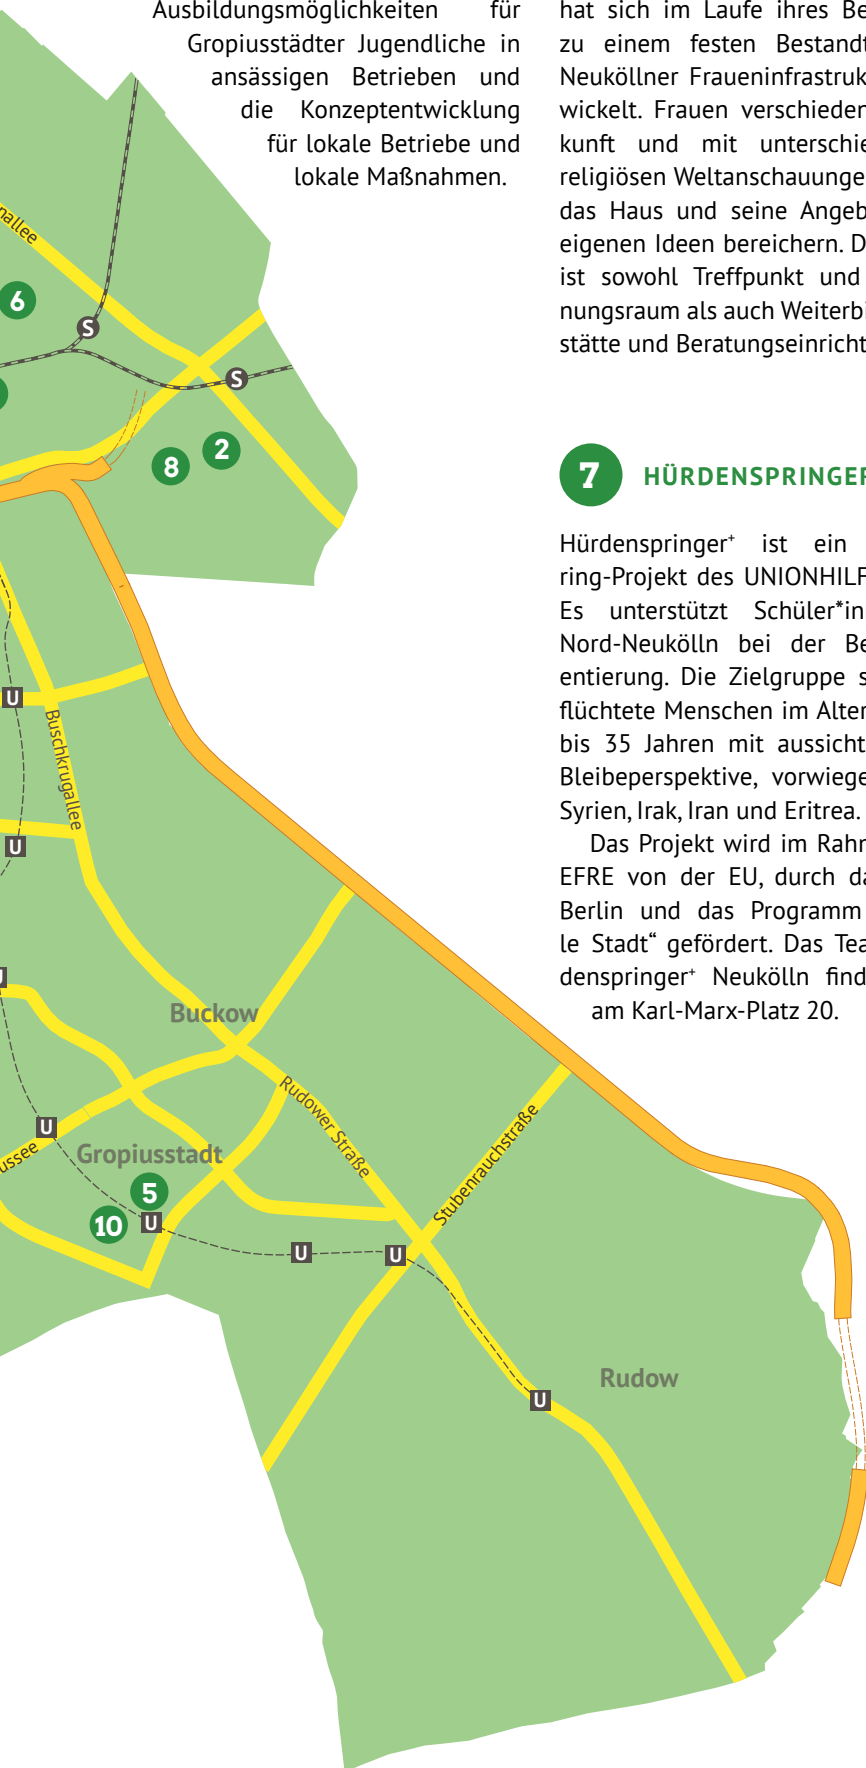 Ausbildungsmöglichkeiten für
Gropiusstädter Jugendliche in
ansässigen Betrieben und
die Konzeptentwicklung
für lokale Betriebe und
lokale Maßnahmen.
hat sich im Laufe ihres Be
zu einem festen Bestandt
Neuköllner Fraueninfrastruk
wickelt. Frauen verschieden
kunft und mit unterschie
religiösen Weltanschauunge
das Haus und seine Angeb
eigenen Ideen bereichern. D
ist sowohl Treffpunkt und
nungsraum als auch Weiterbi
stätte und Beratungseinricht
7 HÜRDENSPRINGER
Hürdenspringer⁺ ist ein
ring-Projekt des UNIONHILF
Es unterstützt Schüler*in
Nord-Neukölln bei der Be
entierung. Die Zielgruppe s
flüchtete Menschen im Alter
bis 35 Jahren mit aussicht
Bleibeperspektive, vorwiege
Syrien, Irak, Iran und Eritrea.
Das Projekt wird im Rahm
EFRE von der EU, durch da
Berlin und das Programm
le Stadt“ gefördert. Das Tea
denspringer⁺ Neukölln find
am Karl-Marx-Platz 20.
allee
6
S
S
2
8
U
Buschkrugallee
U
U
Buckow
Rudower Straße
Stubenrauchstraße
U
ussee
Gropiusstadt
5
10
U
U
U
Rudow
U